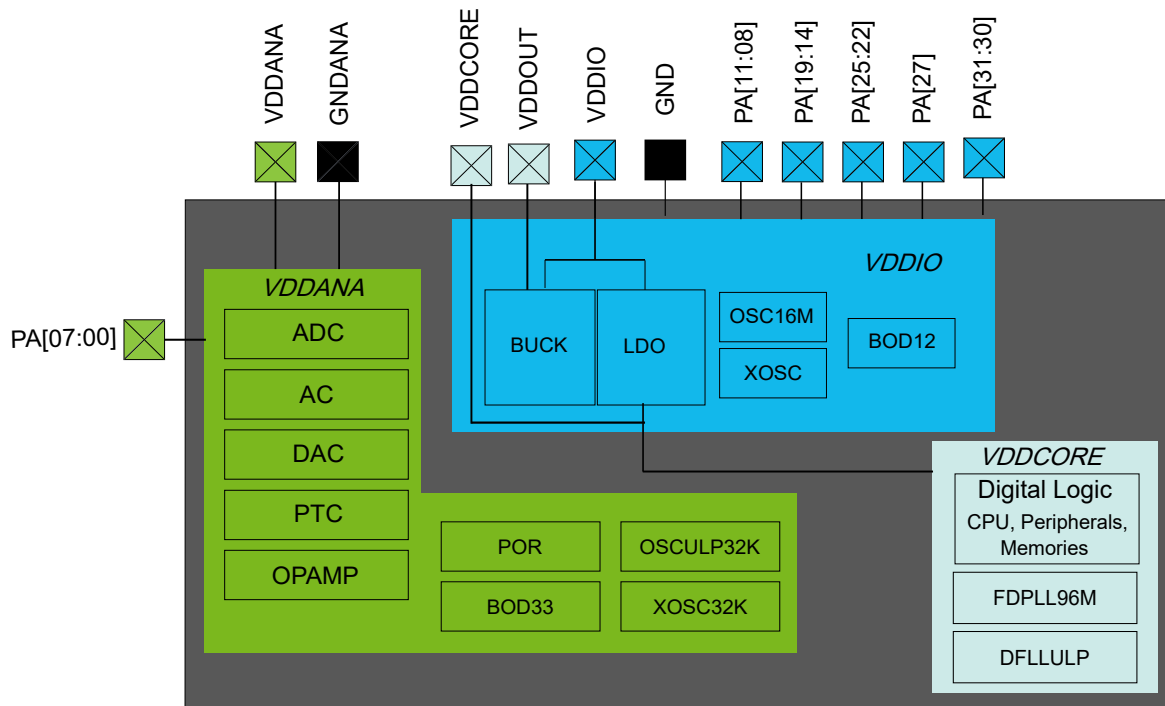 VDDANA
GNDANA
VDDCORE
VDDOUT
VDDIO
GND
PA[11:08]
PA[19:14]
PA[25:22]
PA[27]
PA[31:30]
PA[07:00]
VDDANA
ADC
AC
DAC
PTC
OPAMP
POR
OSCULP32K
BOD33
XOSC32K
VDDIO
BUCK
LDO
OSC16M
XOSC
BOD12
VDDCORE
Digital Logic
CPU, Peripherals,
Memories
FDPLL96M
DFLLULP